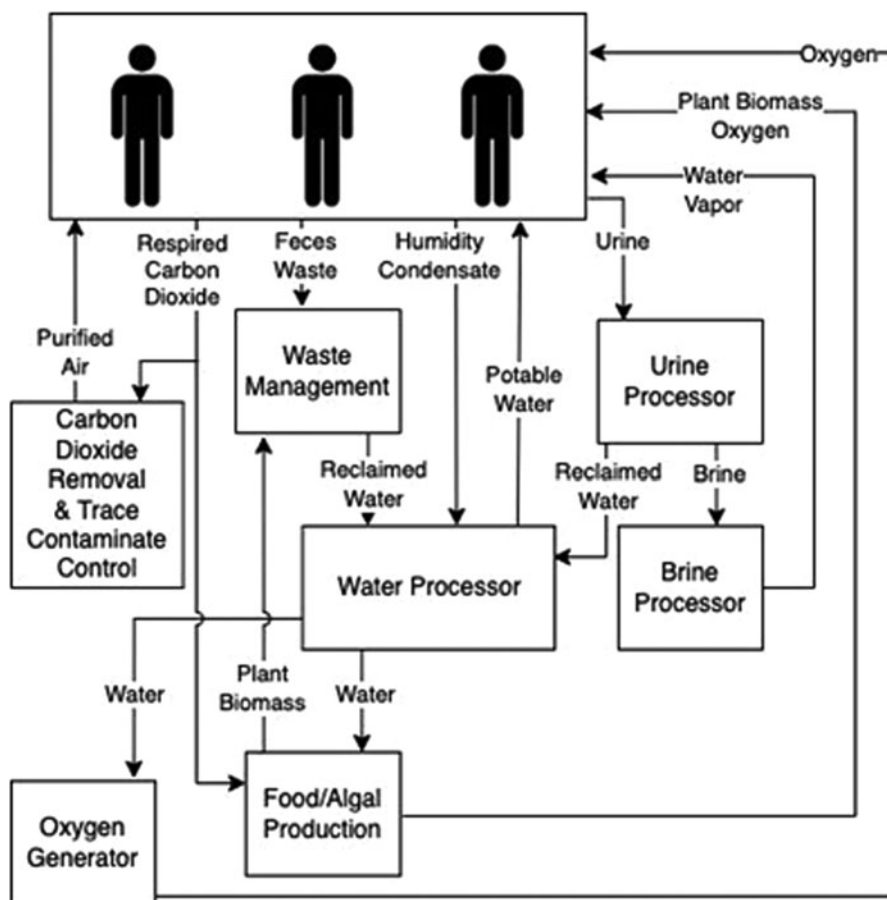 Oxygen
Plant Biomass
Oxygen
Water
Vapor
Respired
Carbon
Dioxide
Feces
Waste
Humidity
Condensate
Urine
Purified
Air
Waste
Management
Potable
Water
Urine
Processor
Carbon
Dioxide
Removal
& Trace
Contaminate
Control
Reclaimed
Water
Reclaimed
Water
Brine
Water Processor
Brine
Processor
Water
Plant
Biomass
Water
Oxygen
Generator
Food/Algal
Production